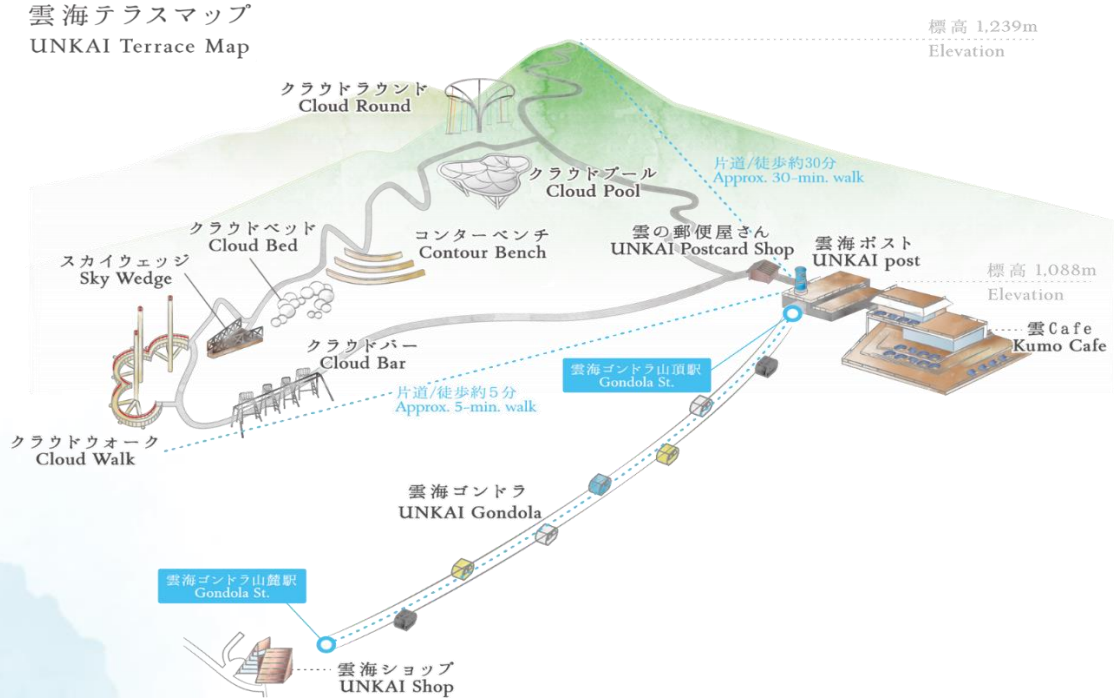 雲海テラスマップ
UNKAI Terrace Map
標高 1,239m
Elevation
クラウドラウンド
Cloud Round
片道/徒歩約30分
Approx. 30-min. walk
クラウドプール
Cloud Pool
クラウドベッド
Cloud Bed
コンターベンチ
Contour Bench
雲の郵便屋さん
UNKAI Postcard Shop
雲海ポスト
UNKAI post
スカイウェッジ
Sky Wedge
標高 1,088m
Elevation
雲Cafe
Kumo Cafe
クラウドバー
Cloud Bar
雲海ゴンドラ山頂駅
Gondola St.
片道/徒歩約5分
Approx. 5-min. walk
クラウドウォーク
Cloud Walk
雲海ゴンドラ
UNKAI Gondola
雲海ゴンドラ山麓駅
Gondola St.
雲海ショップ
UNKAI Shop